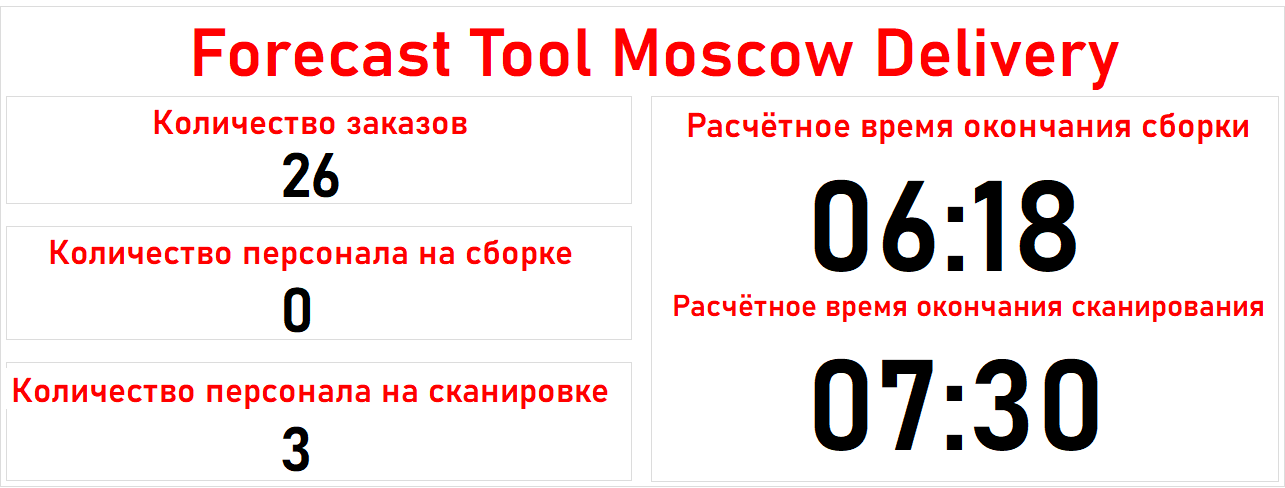 Forecast Tool Moscow Delivery
Количество заказов
26
Количество персонала на сборке
0
Количество персонала на сканировке
3
Расчётное время окончания сборки
06:18
Расчётное время окончания сканирования
07:30